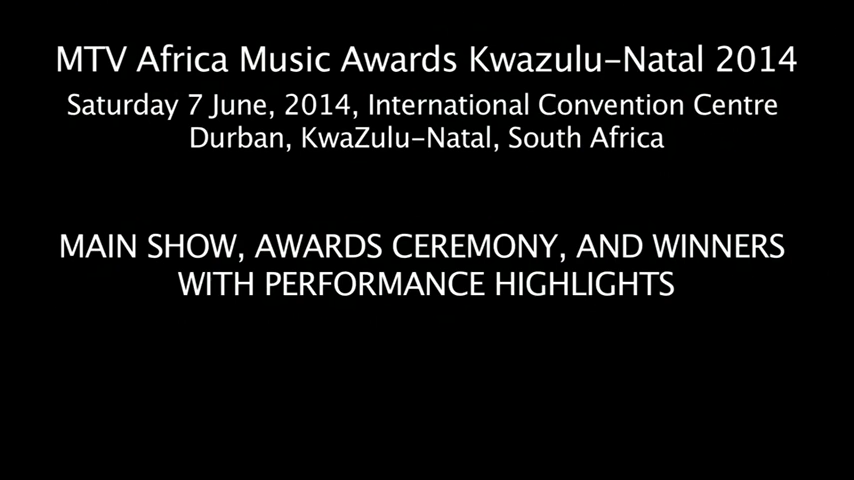 MTV Africa Music Awards Kwazulu-Natal 2014
Saturday 7 June, 2014, International Convention Centre
Durban, KwaZulu-Natal, South Africa
MAIN SHOW, AWARDS CEREMONY, AND WINNERS
WITH PERFORMANCE HIGHLIGHTS